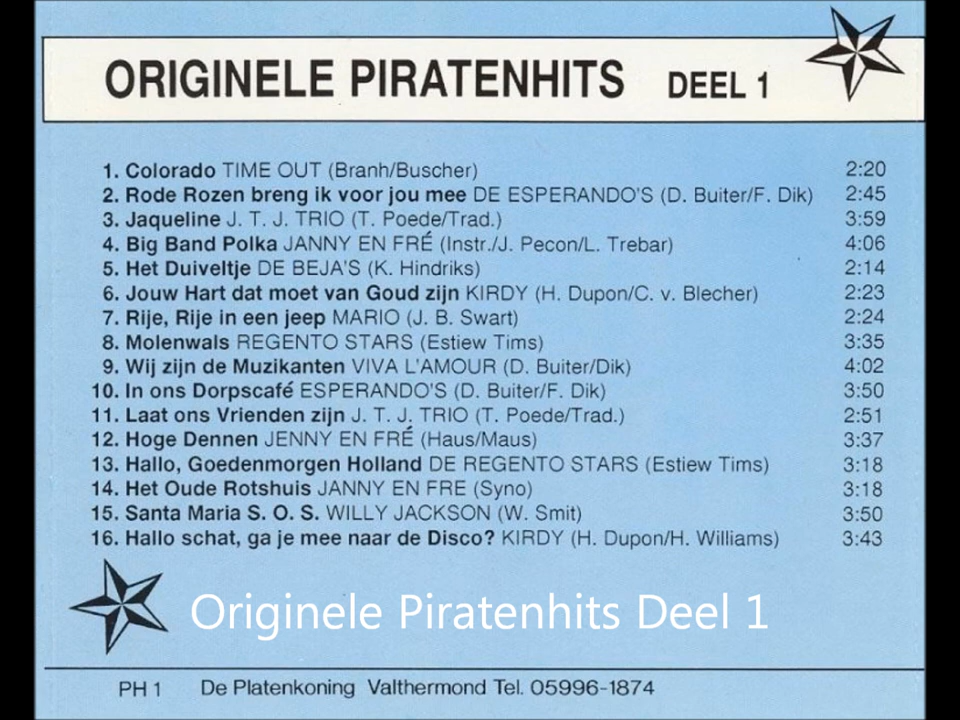 ORIGINELE PIRATENHITS DEEL 1
1. Colorado TIME OUT (Branh/Buscher) 2:20
2. Rode Rozen breng ik voor jou mee DE ESPERANDO'S (D. Buiter/F. Dik) 2:45
3. Jaqueline J. T. J. TRIO (T. Poede/Trad.) 3:59
4. Big Band Polka JANNY EN FRÉ (Instr./J. Pecon/L. Trebar) 4:06
5. Het Duiveltje DE BEJA'S (K. Hindriks) 2:14
6. Jouw Hart dat moet van Goud zijn KIRDY (H. Dupon/C. v. Blecher) 2:23
7. Rije, Rije in een jeep MARIO (J. B. Swart) 2:24
8. Molenwals REGENTO STARS (Estiew Tims) 3:35
9. Wij zijn de Muzikanten VIVA L'AMOUR (D. Buiter/Dik) 4:02
10. In ons Dorpscafé ESPERANDO'S (D. Buiter/F. Dik) 3:50
11. Laat ons Vrienden zijn J. T. J. TRIO (T. Poede/Trad.) 2:51
12. Hoge Dennen JENNY EN FRÉ (Haus/Maus) 3:37
13. Hallo, Goedenmorgen Holland DE REGENTO STARS (Estiew Tims) 3:18
14. Het Oude Rotshuis JANNY EN FRE (Syno) 3:18
15. Santa Maria S. O. S. WILLY JACKSON (W. Smit) 3:50
16. Hallo schat, ga je mee naar de Disco? KIRDY (H. Dupon/H. Williams) 3:43
Originele Piratenhits Deel 1
PH 1 De Platenkoning Valthermond Tel. 05996-1874